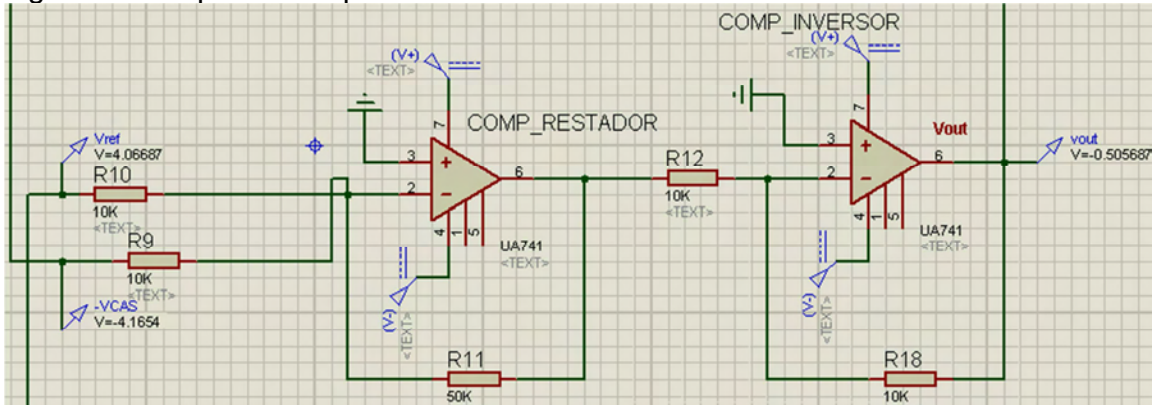 COMP_INVERSOR
(V+)
<TEXT>
(V+)
<TEXT>
7
7
COMP_RESTADOR
Vout
Vref
V=4.06687
3
6
3
6
vout
V=-0.505687
R10
2
R12
2
10K
<TEXT>
10K
<TEXT>
4
1
5
4
1
5
R9
UA741
<TEXT>
UA741
<TEXT>
10K
<TEXT>
-VCAS
V=-4.1654
(V-)
<TEXT>
(V-)
<TEXT>
R11
50K
R18
10K